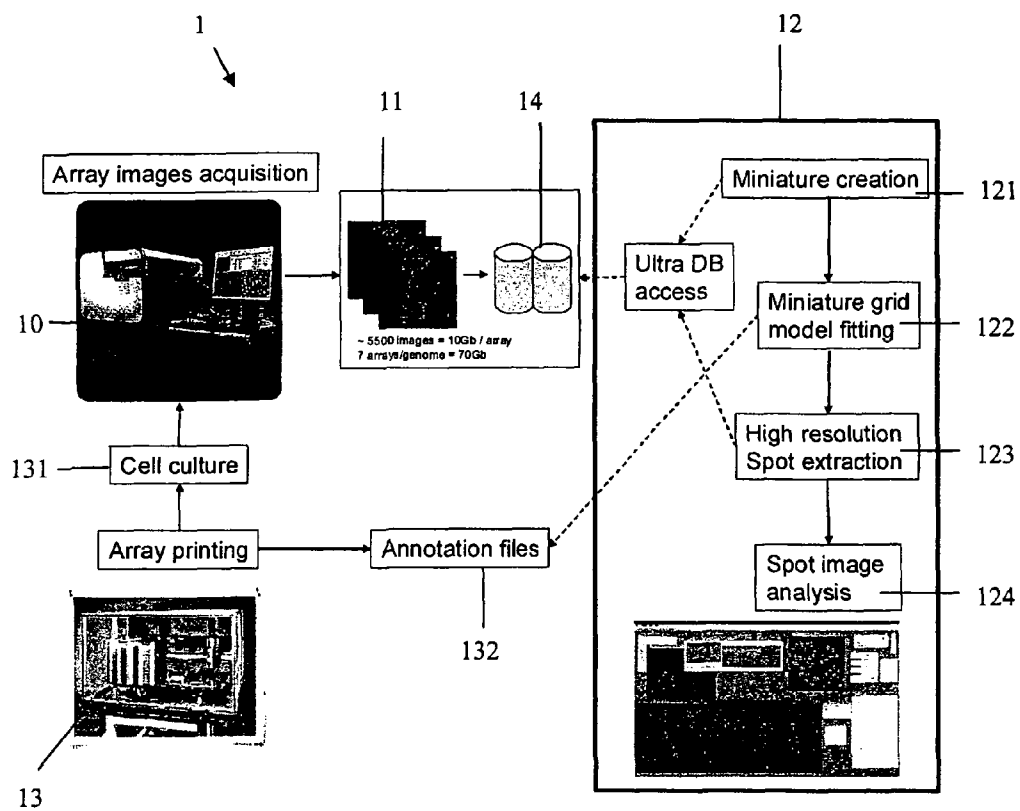 1
12
11
14
Array images acquisition
Miniature creation
121
Ultra DB
access
10
Miniature grid
model fitting
122
~ 5500 images = 10Gb / array
7 arrays/genome = 70Gb
High resolution
Spot extraction
123
131
Cell culture
Array printing
Annotation files
Spot image
analysis
124
132
13